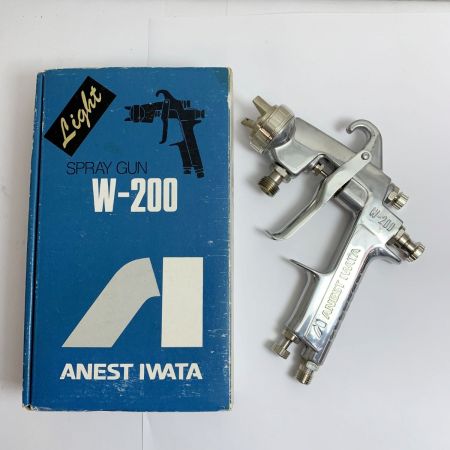 Light
SPRAY GUN
W-200
ANEST IWATA
W-200
ANEST IWATA